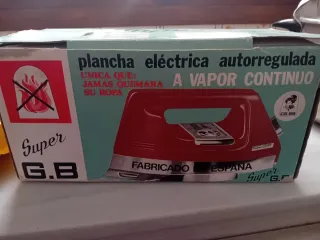 plancha eléctrica autorregulada
UNICA QUE:
JAMAS QUEMARA
SU ROPA
A VAPOR CONTINUO
Super
G.B
FABRICADO EN ESPAÑA
Super